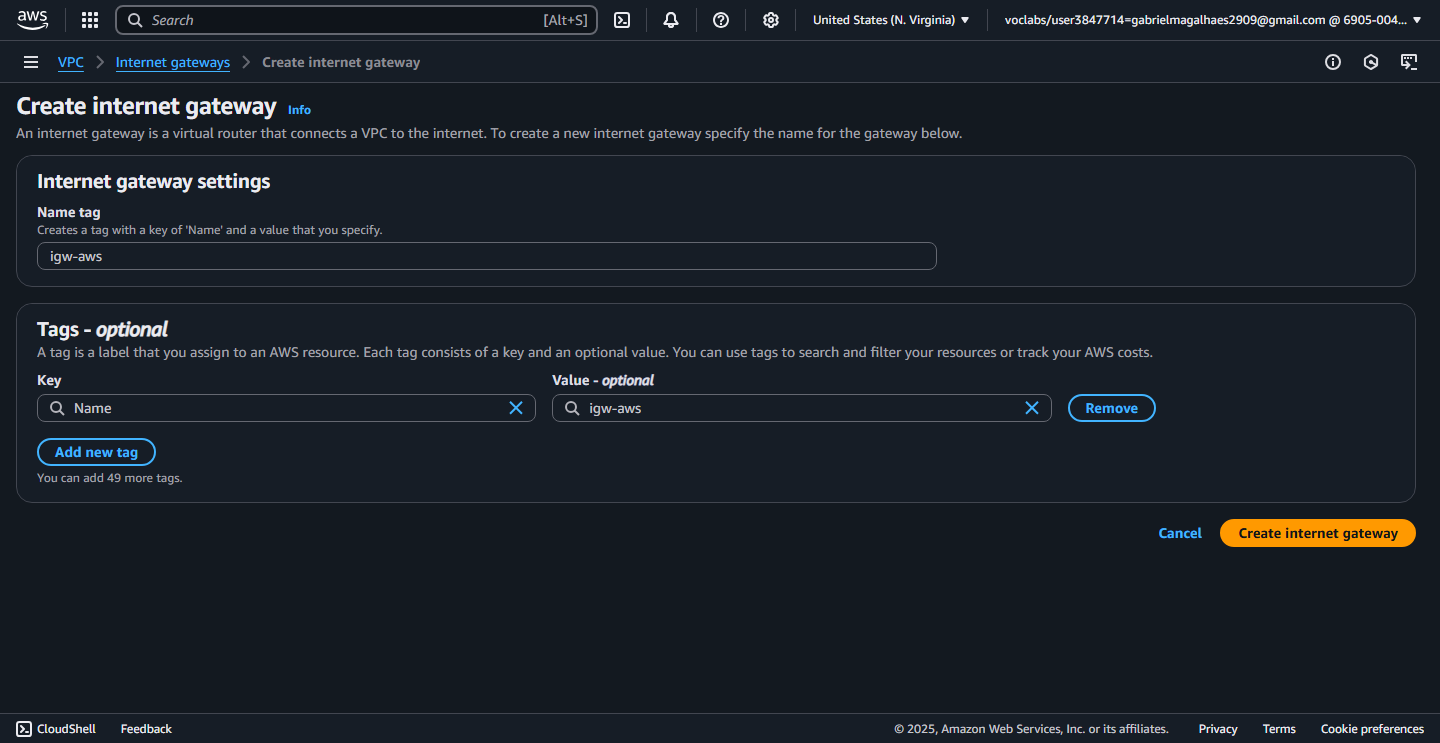 aws Search [Alt+S] United States (N. Virginia) voclabs/user3847714=gabrielmagalhaes2909@gmail.com @ 6905-004...
VPC Internet gateways Create internet gateway
Create internet gateway Info
An internet gateway is a virtual router that connects a VPC to the internet. To create a new internet gateway specify the name for the gateway below.
Internet gateway settings
Name tag
Creates a tag with a key of 'Name' and a value that you specify.
igw-aws
Tags - optional
A tag is a label that you assign to an AWS resource. Each tag consists of a key and an optional value. You can use tags to search and filter your resources or track your AWS costs.
Key Value - optional
Name igw-aws Remove
Add new tag
You can add 49 more tags.
Cancel Create internet gateway
CloudShell Feedback © 2025, Amazon Web Services, Inc. or its affiliates. Privacy Terms Cookie preferences